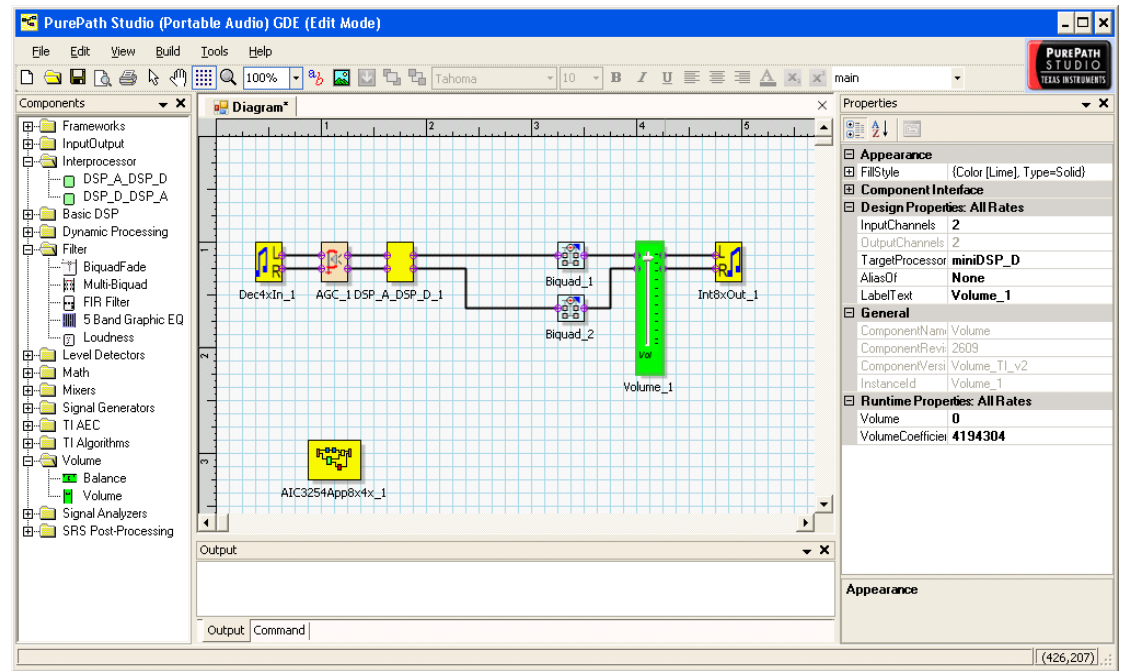 PurePath Studio (Portable Audio) GDE (Edit Mode)
File Edit View Build Tools Help
PUREPATH
STUDIO
TEXAS INSTRUMENTS
100% ab Tahoma 10 B I U A x₂ x² main
Components
Frameworks
InputOutput
Interprocessor
DSP_A_DSP_D
DSP_D_DSP_A
Basic DSP
Dynamic Processing
Filter
BiquadFade
Multi-Biquad
FIR Filter
5 Band Graphic EQ
Loudness
Level Detectors
Math
Mixers
Signal Generators
TI AEC
TI Algorithms
Volume
Balance
Volume
Signal Analyzers
SRS Post-Processing
Diagram*
1 2 3 4 5
1
2
3
L
R
Dec4xIn_1
AGC_1
DSP_A_DSP_D_1
Biquad_1
Biquad_2
Vol
Volume_1
L
R
Int8xOut_1
AIC3254App8x4x_1
Output
Output Command
Properties
Appearance
FillStyle {Color [Lime], Type=Solid}
Component Interface
Design Properties: All Rates
InputChannels 2
OutputChannels 2
TargetProcessor miniDSP_D
AliasOf None
LabelText Volume_1
General
ComponentNam Volume
ComponentRevi 2609
ComponentVersi Volume_TI_v2
InstanceId Volume_1
Runtime Properties: All Rates
Volume 0
VolumeCoefficier 4194304
Appearance
(426,207)